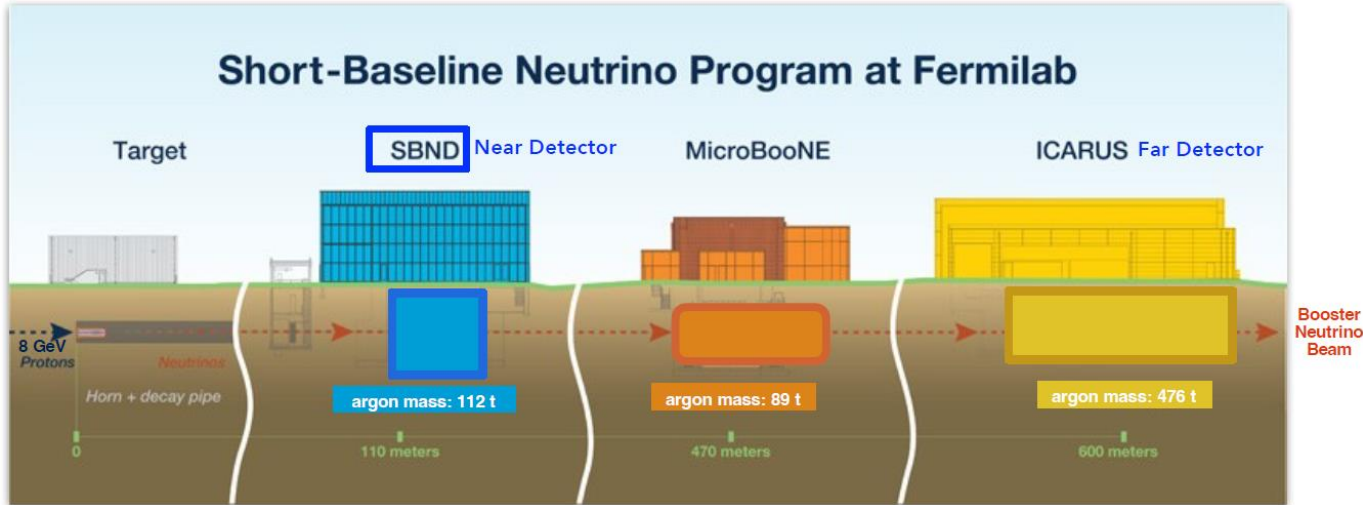 Short-Baseline Neutrino Program at Fermilab
Target
SBND Near Detector
MicroBooNE
ICARUS Far Detector
8 GeV
Protons
Neutrinos
Booster
Neutrino
Beam
Horn + decay pipe
argon mass: 112 t
argon mass: 89 t
argon mass: 476 t
0
110 meters
470 meters
600 meters